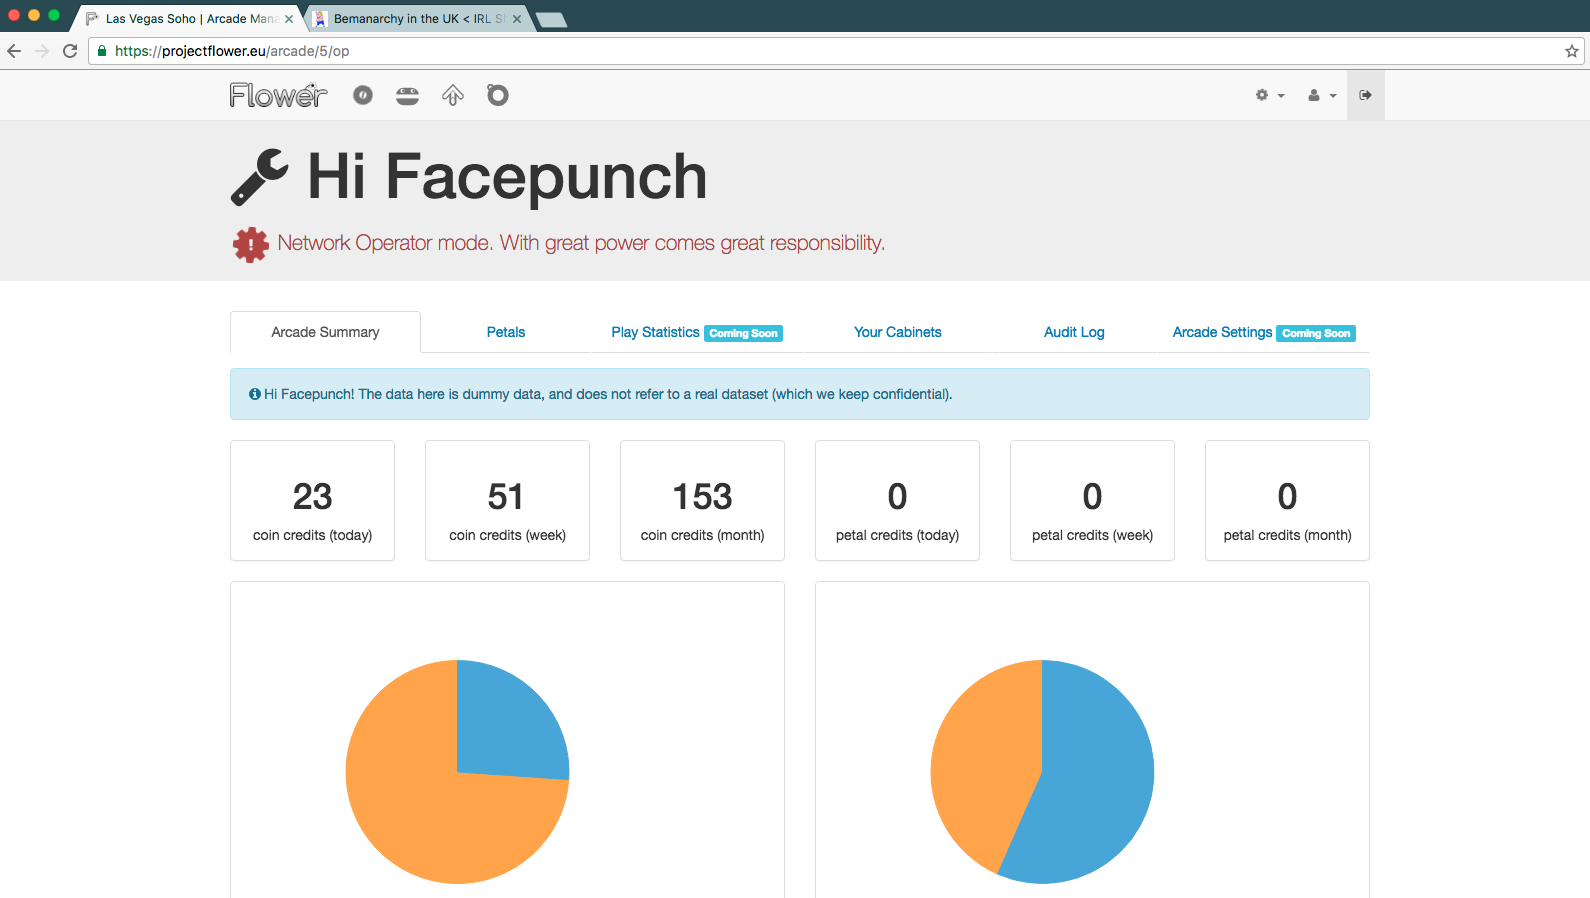 Las Vegas Soho | Arcade Mana
Bemanarchy in the UK < IRL S
https://projectflower.eu/arcade/5/op
Flower
Hi Facepunch
Network Operator mode. With great power comes great responsibility.
Arcade Summary
Petals
Play Statistics Coming Soon
Your Cabinets
Audit Log
Arcade Settings Coming Soon
Hi Facepunch! The data here is dummy data, and does not refer to a real dataset (which we keep confidential).
23
coin credits (today)
51
coin credits (week)
153
coin credits (month)
0
petal credits (today)
0
petal credits (week)
0
petal credits (month)